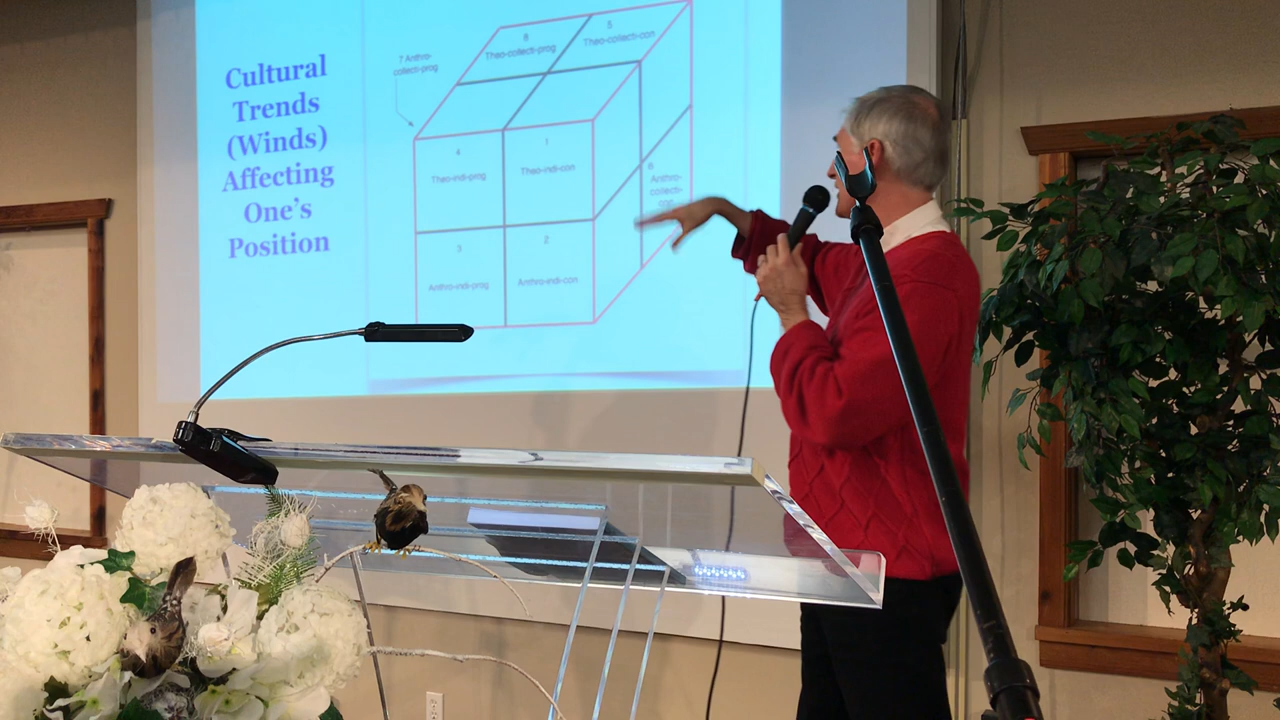 Cultural
Trends
(Winds)
Affecting
One's
Position
7 Anthro-
collecti-prog
8
Theo-collecti-prog
5
Theo-collecti-con
4
Theo-indi-prog
1
Theo-indi-con
6
Anthro-
collecti-
con
3
Anthro-indi-prog
2
Anthro-indi-con